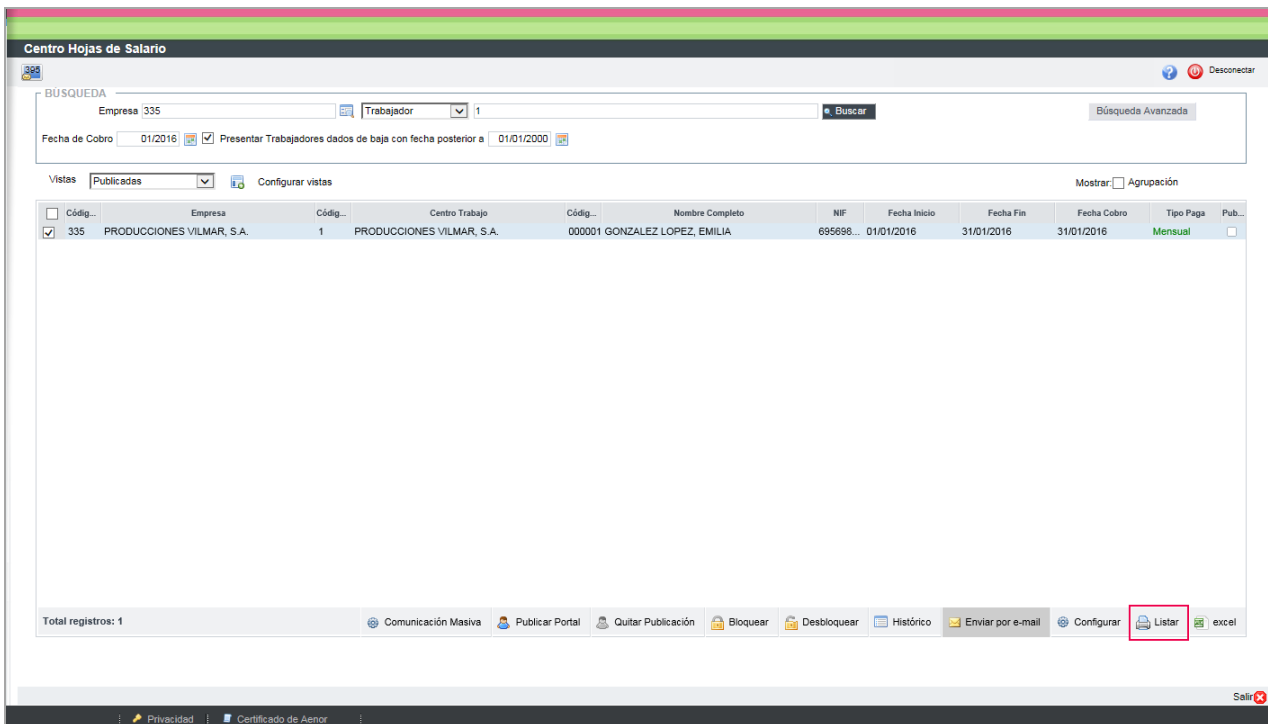 Centro Hojas de Salario
395
Desconectar
BÚSQUEDA
Empresa 335 Trabajador 1 Buscar Búsqueda Avanzada
Fecha de Cobro 01/2016 Presentar Trabajadores dados de baja con fecha posterior a 01/01/2000
Vistas Publicadas Configurar vistas Mostrar: Agrupación
Códig... Empresa Códig... Centro Trabajo Códig... Nombre Completo NIF Fecha Inicio Fecha Fin Fecha Cobro Tipo Paga Pub...
335 PRODUCCIONES VILMAR, S.A. 1 PRODUCCIONES VILMAR, S.A. 000001 GONZALEZ LOPEZ, EMILIA 695698... 01/01/2016 31/01/2016 31/01/2016 Mensual
Total registros: 1 Comunicación Masiva Publicar Portal Quitar Publicación Bloquear Desbloquear Histórico Enviar por e-mail Configurar Listar excel
Salir
Privacidad Certificado de Aenor